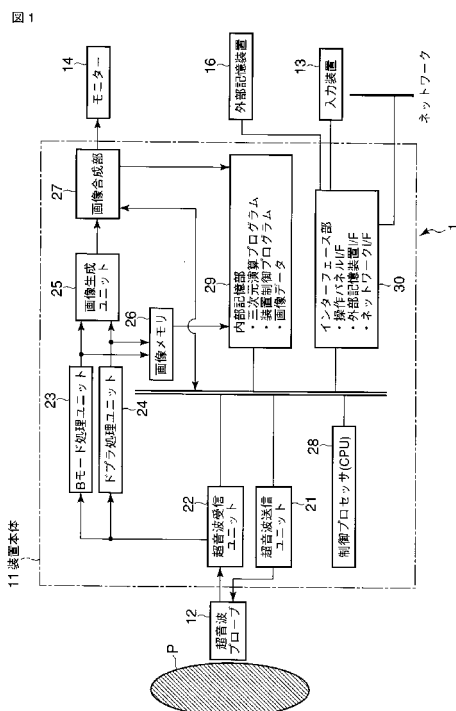 図1
14
モニター
16
外部記憶装置
13
入力装置
ネットワーク
27
画像合成部
25
画像生成
ユニット
26
画像メモリ
29
内部記憶部
・三次元演算プログラム
・装置制御プログラム
・画像データ
30
インターフェース部
・操作パネルI/F
・外部記憶装置I/F
・ネットワークI/F
1
23
Bモード処理ユニット
24
ドプラ処理ユニット
22
超音波受信
ユニット
21
超音波送信
ユニット
28
制御プロセッサ(CPU)
11 装置本体
12
超音波
プローブ
P